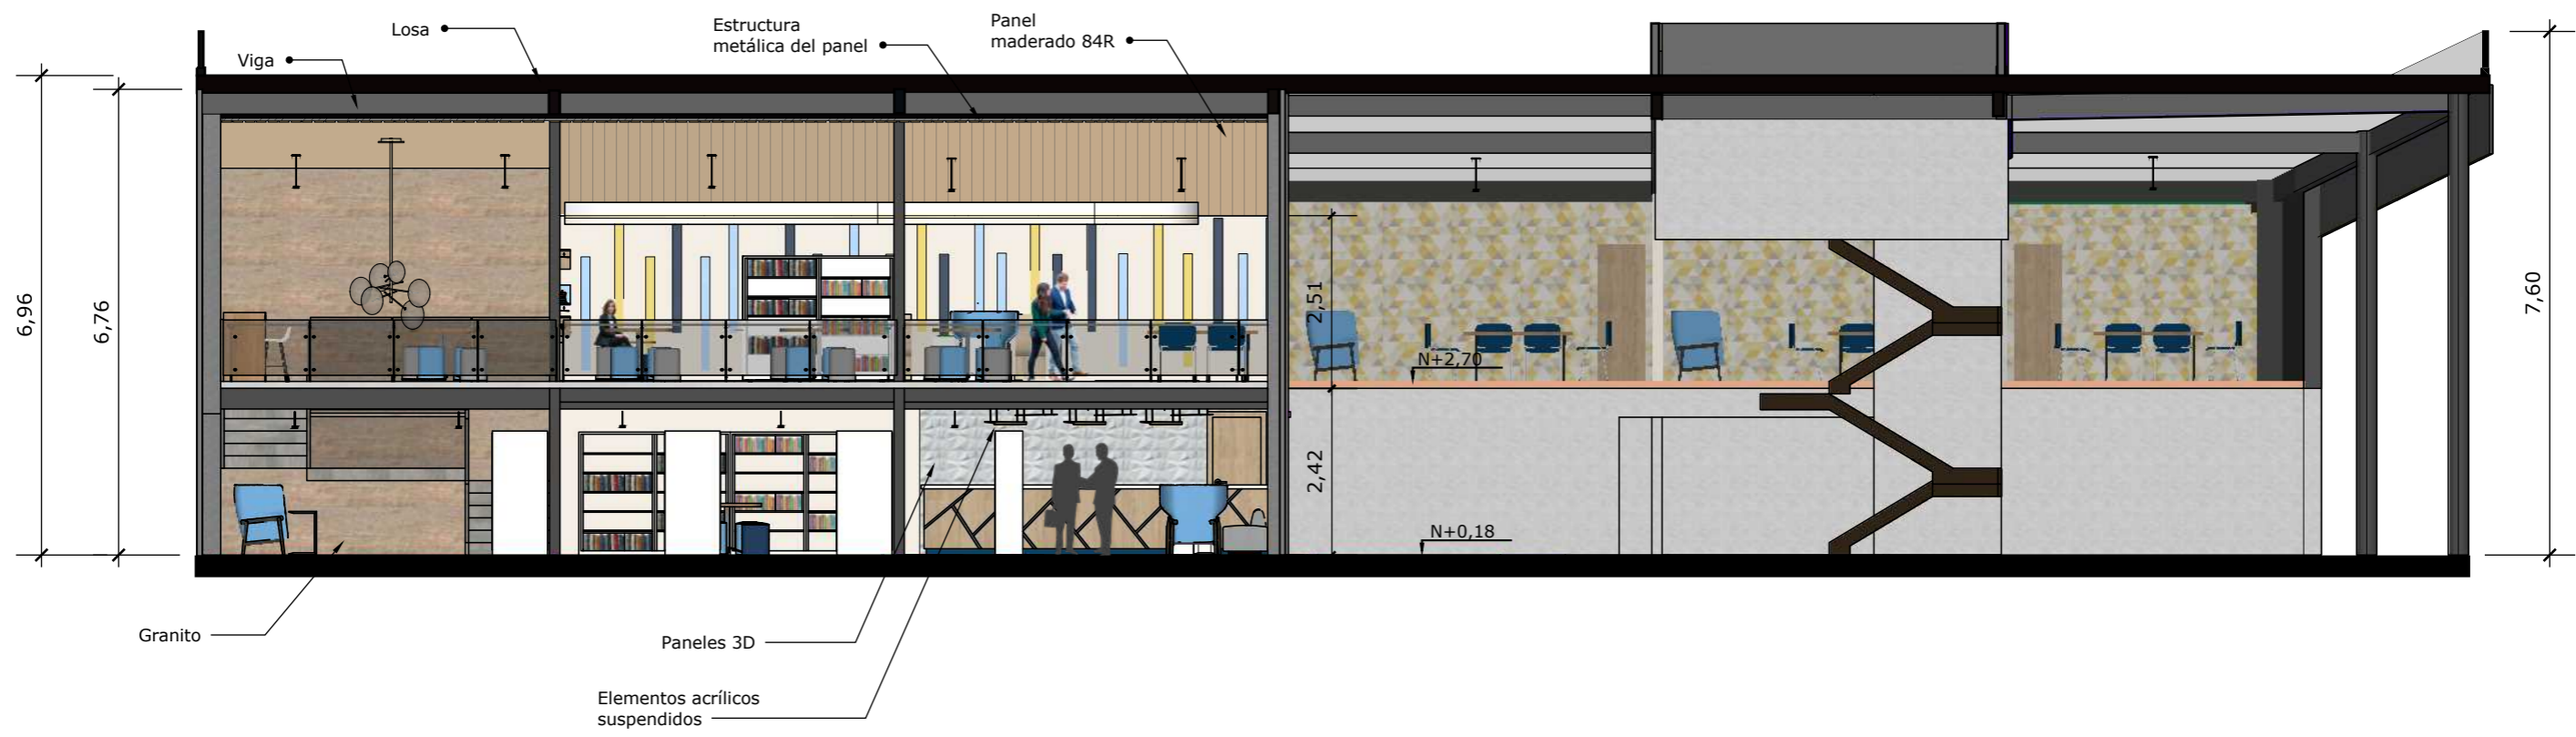 Panel
maderado 84R
Estructura
metálica del panel
Losa
Viga
6,96
6,76
7,60
2,51
N+2,70
2,42
N+0,18
Granito
Paneles 3D
Elementos acrílicos
suspendidos